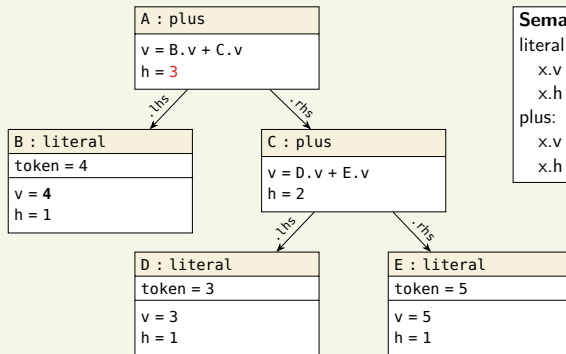 A : plus
v = B.v + C.v
h = 3
.lhs
.rhs
B : literal
token = 4
v = 4
h = 1
C : plus
v = D.v + E.v
h = 2
.lhs
.rhs
D : literal
token = 3
v = 3
h = 1
E : literal
token = 5
v = 5
h = 1
Sema
literal
x.v
x.h
plus:
x.v
x.h